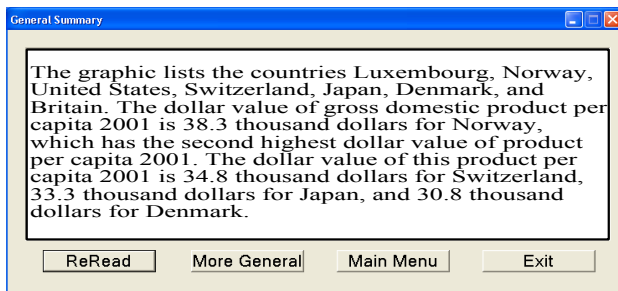 General Summary
The graphic lists the countries Luxembourg, Norway,
United States, Switzerland, Japan, Denmark, and
Britain. The dollar value of gross domestic product per
capita 2001 is 38.3 thousand dollars for Norway,
which has the second highest dollar value of product
per capita 2001. The dollar value of this product per
capita 2001 is 34.8 thousand dollars for Switzerland,
33.3 thousand dollars for Japan, and 30.8 thousand
dollars for Denmark.
ReRead More General Main Menu Exit